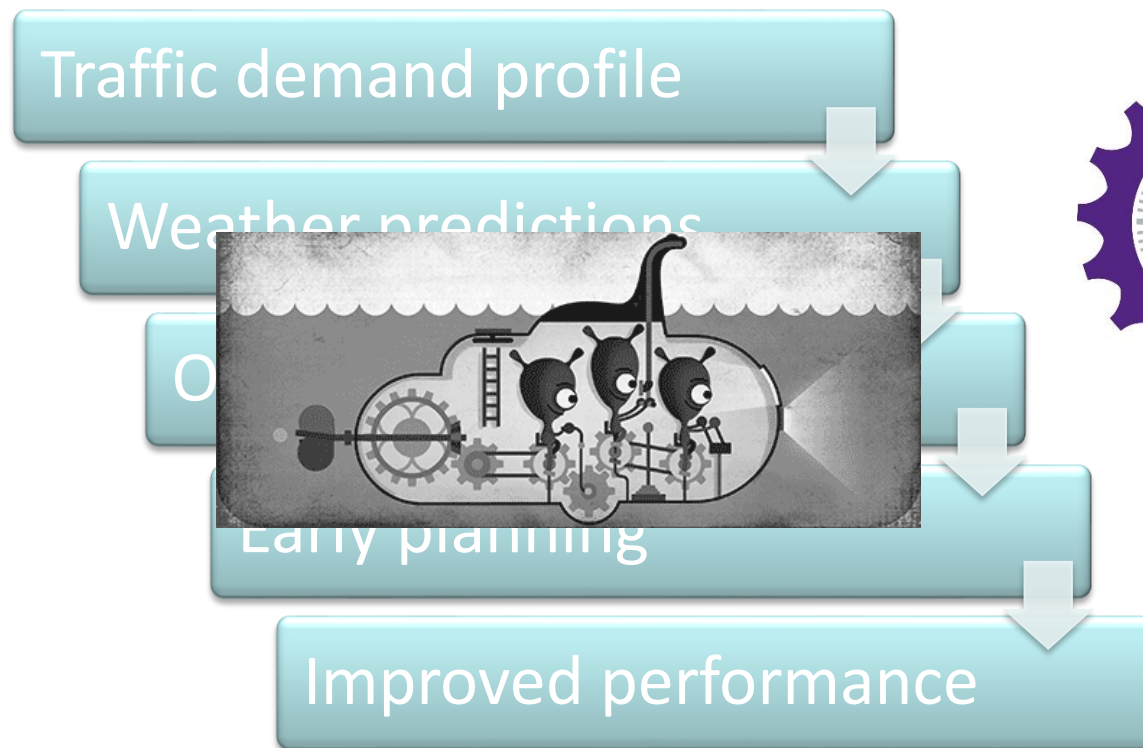 Traffic demand profile
Weather predictions
Early planning
Improved performance